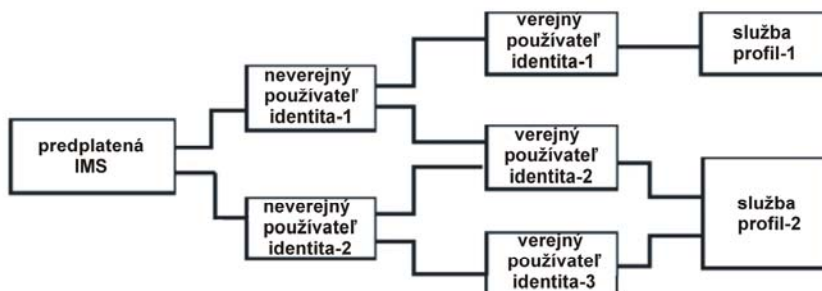 predplatená
IMS
neverejný
používateľ
identita-1
neverejný
používateľ
identita-2
verejný
používateľ
identita-1
verejný
používateľ
identita-2
verejný
používateľ
identita-3
služba
profil-1
služba
profil-2